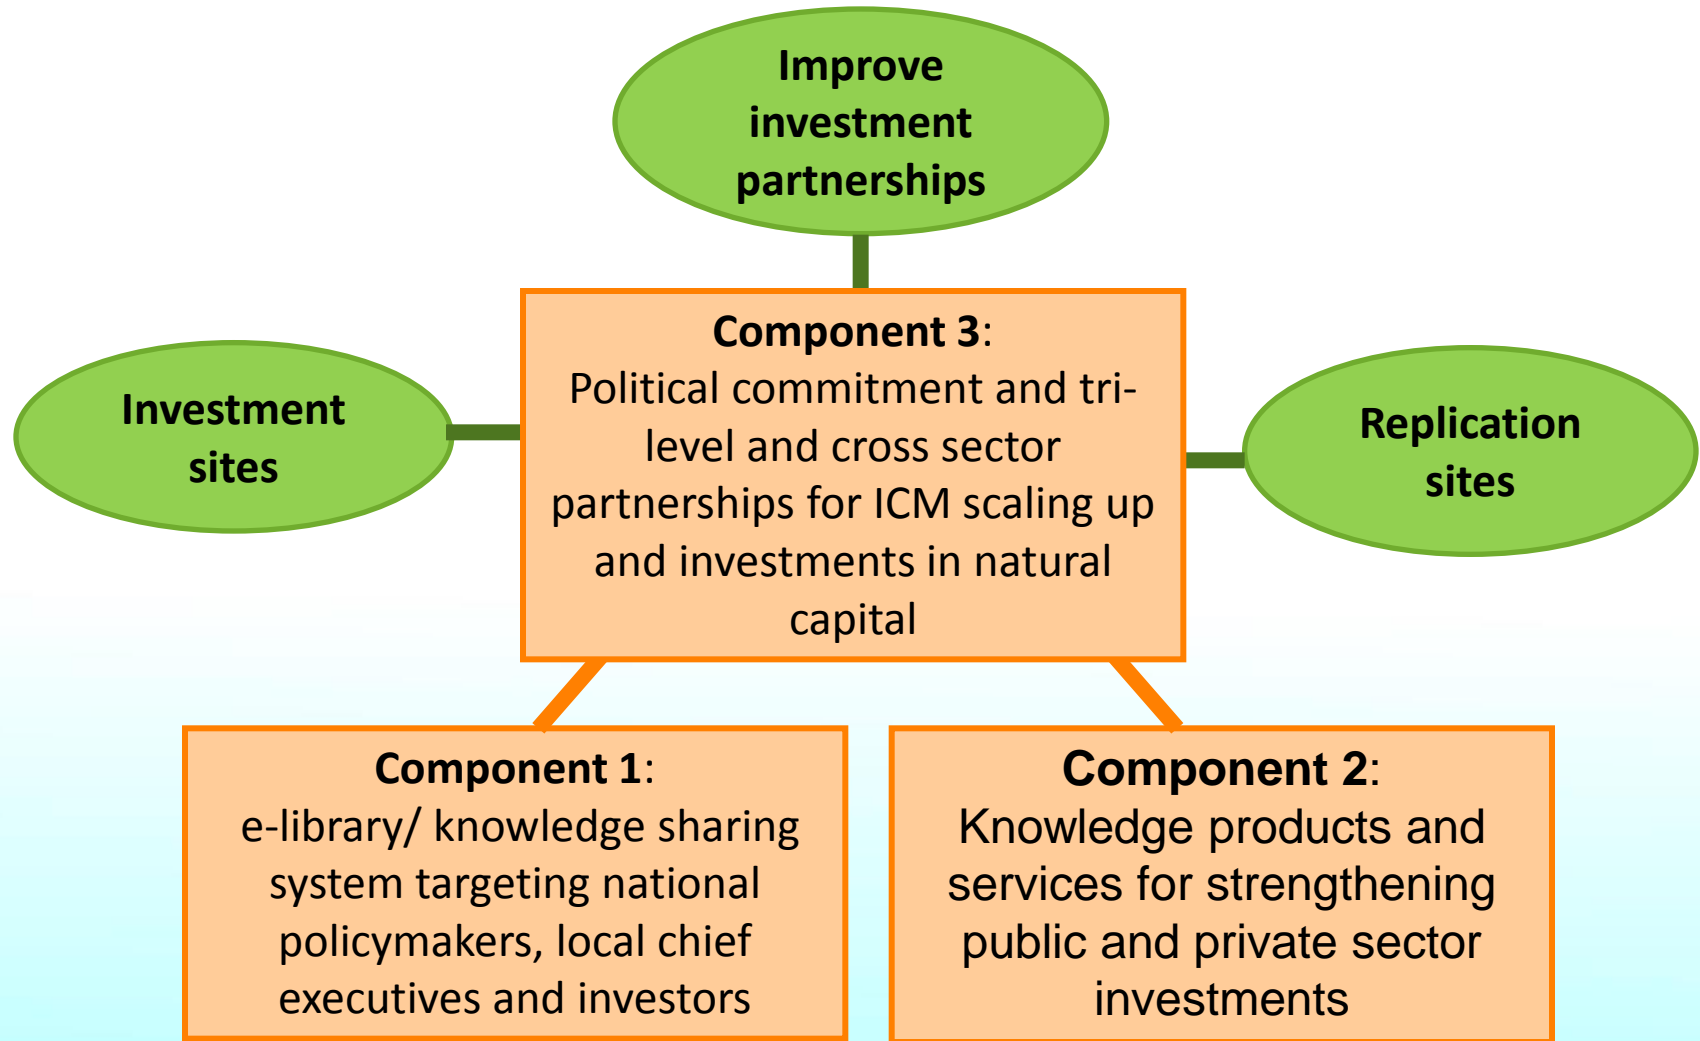 Improve
investment
partnerships
Component 3:
Political commitment and tri-
level and cross sector
partnerships for ICM scaling up
and investments in natural
capital
Investment
sites
Replication
sites
Component 1:
e-library/ knowledge sharing
system targeting national
policymakers, local chief
executives and investors
Component 2:
Knowledge products and
services for strengthening
public and private sector
investments